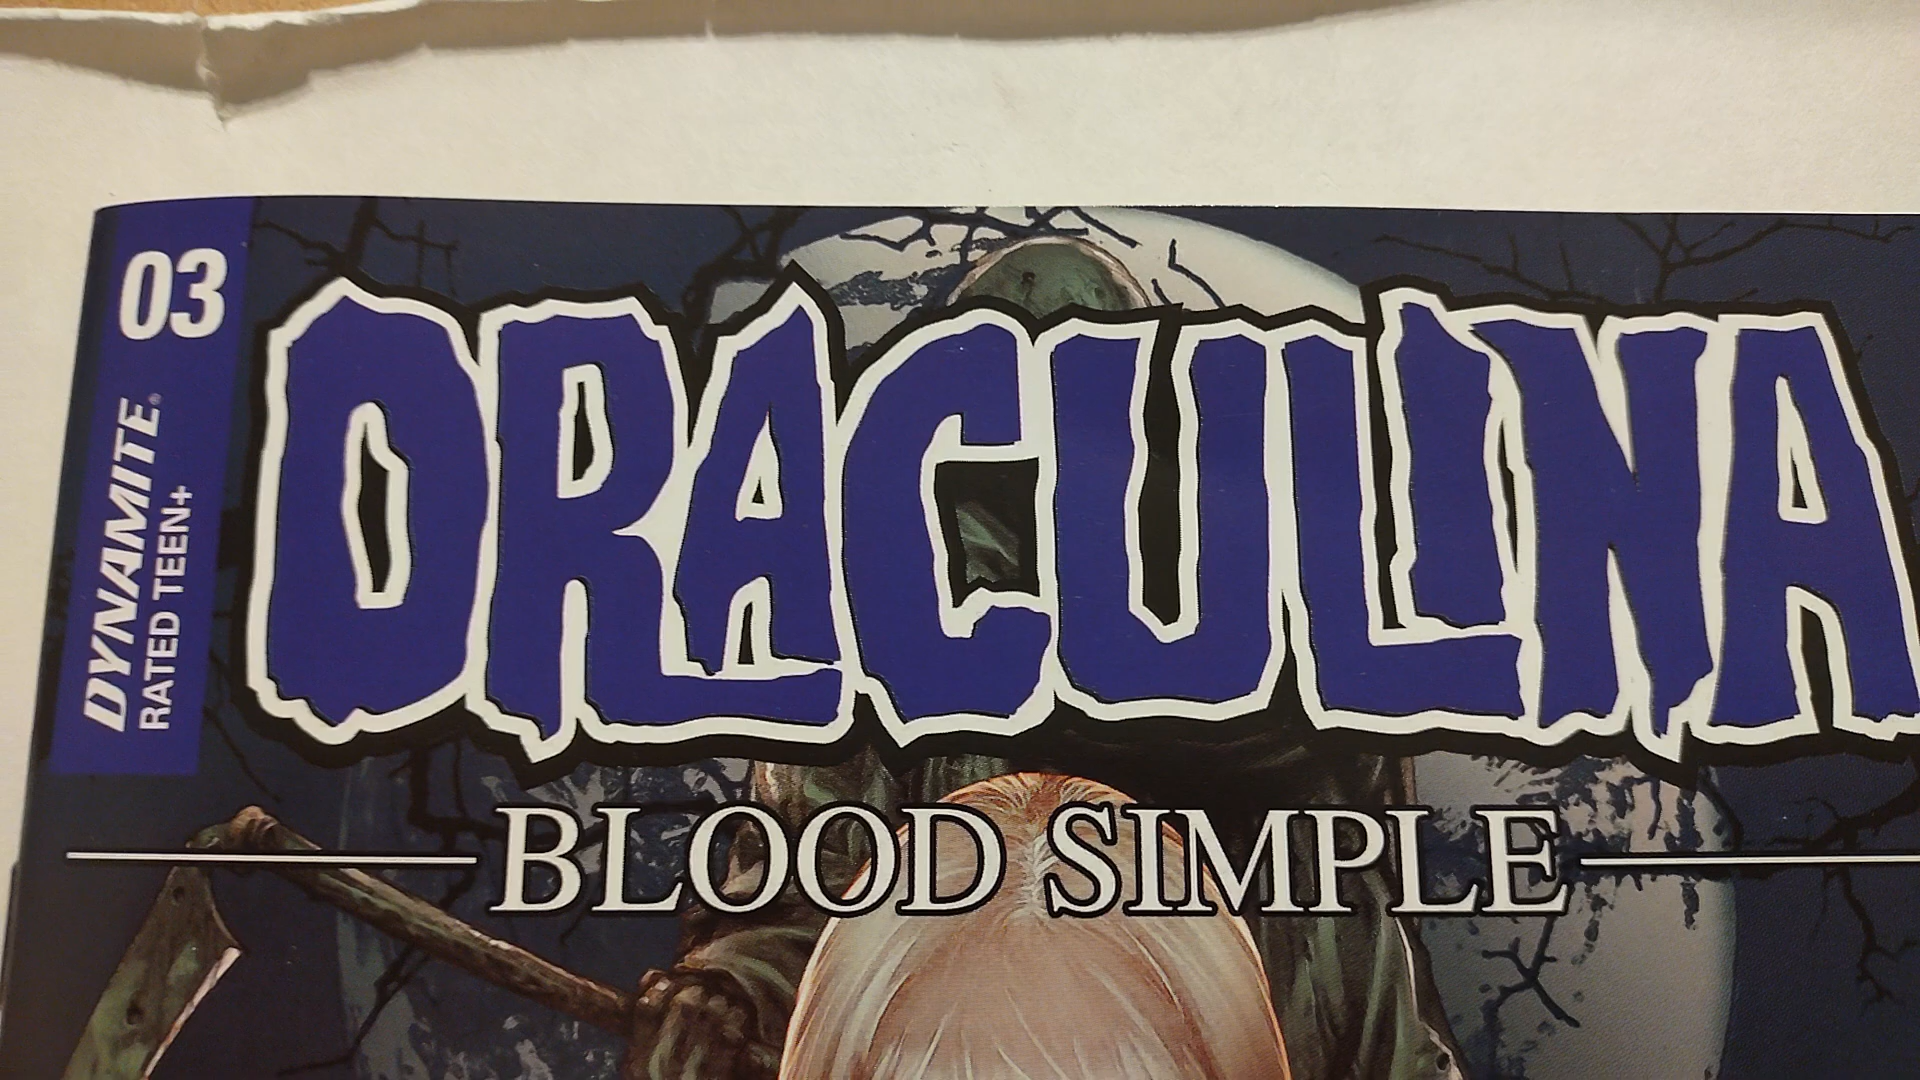 03
DYNAMITE®
RATED TEEN+
DRACULINA
BLOOD SIMPLE